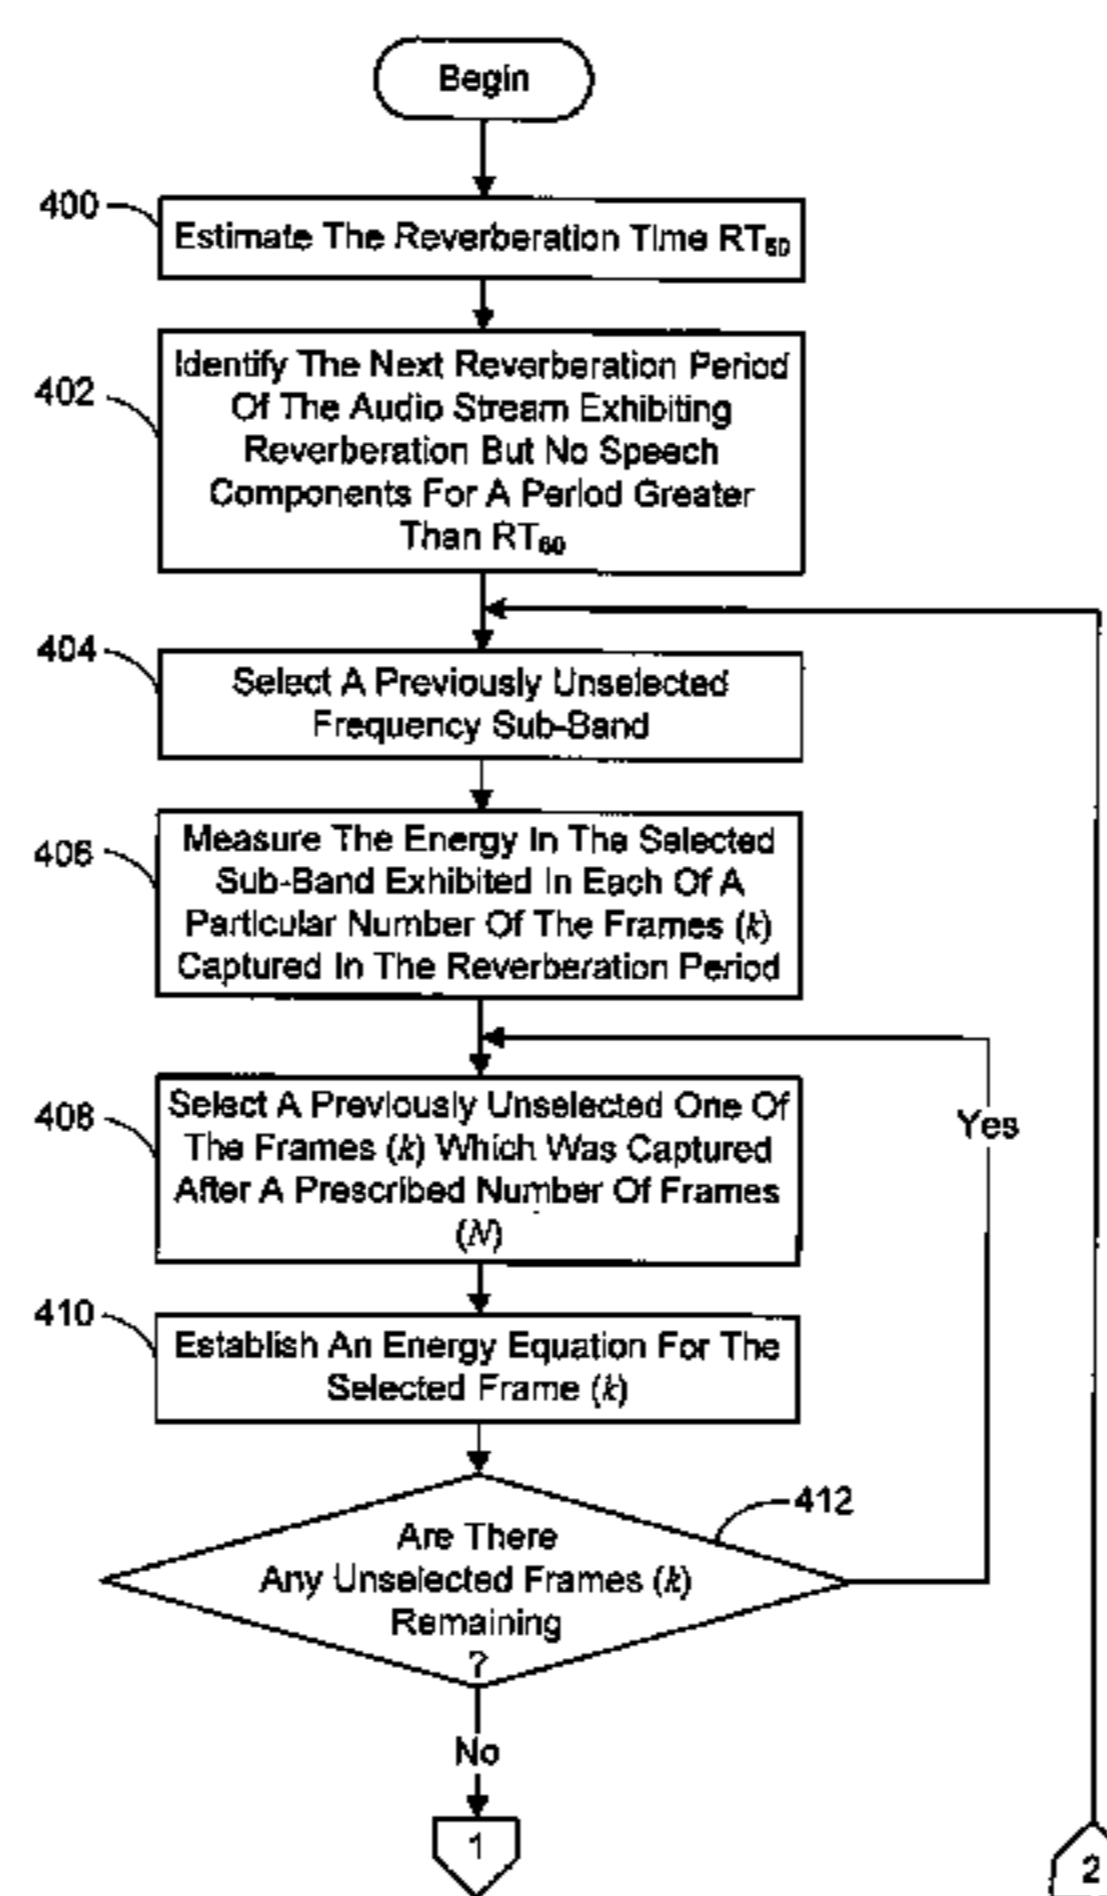 Begin
400
Estimate The Reverberation Time RT60
402
Identify The Next Reverberation Period
Of The Audio Stream Exhibiting
Reverberation But No Speech
Components For A Period Greater
Than RT60
404
Select A Previously Unselected
Frequency Sub-Band
406
Measure The Energy In The Selected
Sub-Band Exhibited In Each Of A
Particular Number Of The Frames (k)
Captured In The Reverberation Period
408
Select A Previously Unselected One Of
The Frames (k) Which Was Captured
After A Prescribed Number Of Frames
(N)
Yes
410
Establish An Energy Equation For The
Selected Frame (k)
412
Are There
Any Unselected Frames (k)
Remaining
?
No
1
2